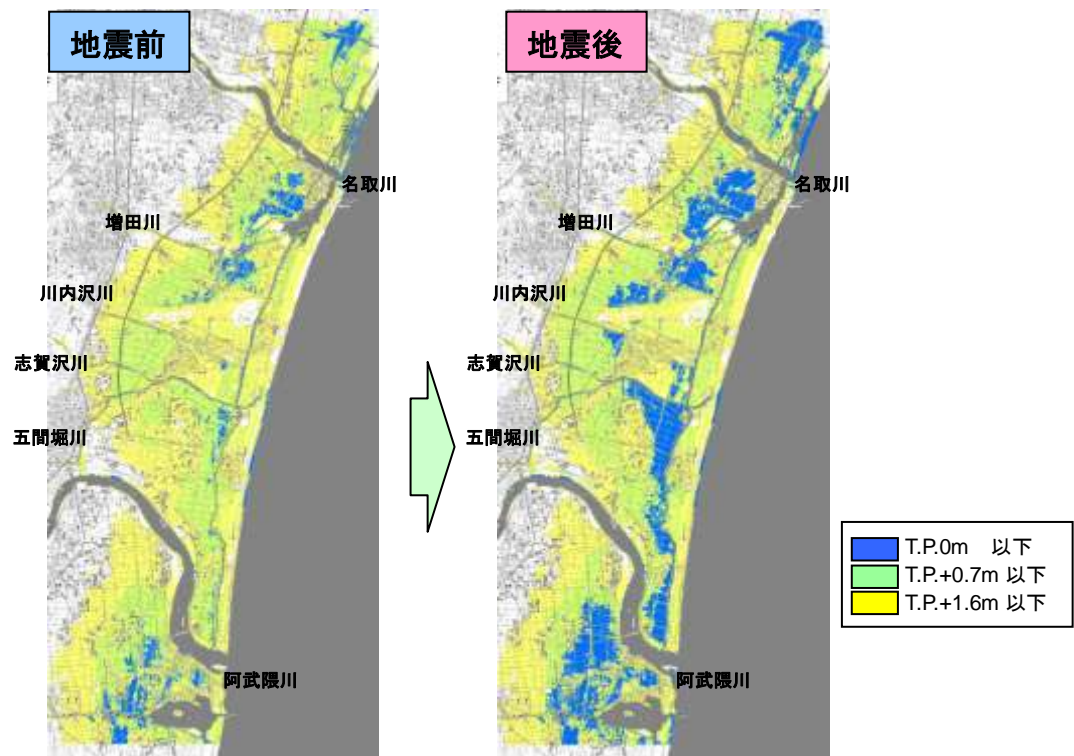 地震前
名取川
増田川
川内沢川
志賀沢川
五間堀川
阿武隈川
地震後
名取川
増田川
川内沢川
志賀沢川
五間堀川
阿武隈川
T.P.0m 以下
T.P.+0.7m 以下
T.P.+1.6m 以下